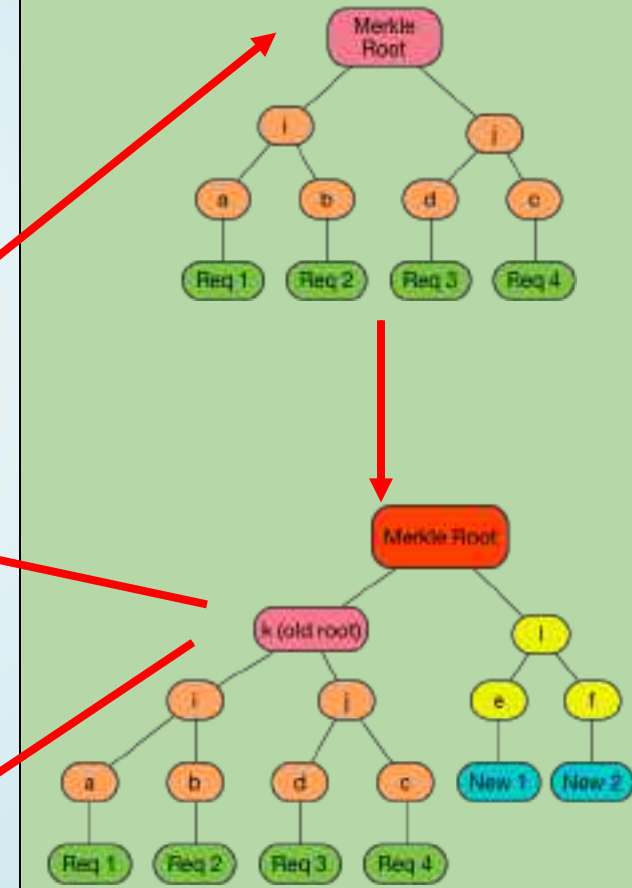 Merkle
Root
i j
a b d c
Req 1 Req 2 Req 3 Req 4
Merkle Root
k (old root) l
i j e f
a b d c New 1 New 2
Req 1 Req 2 Req 3 Req 4